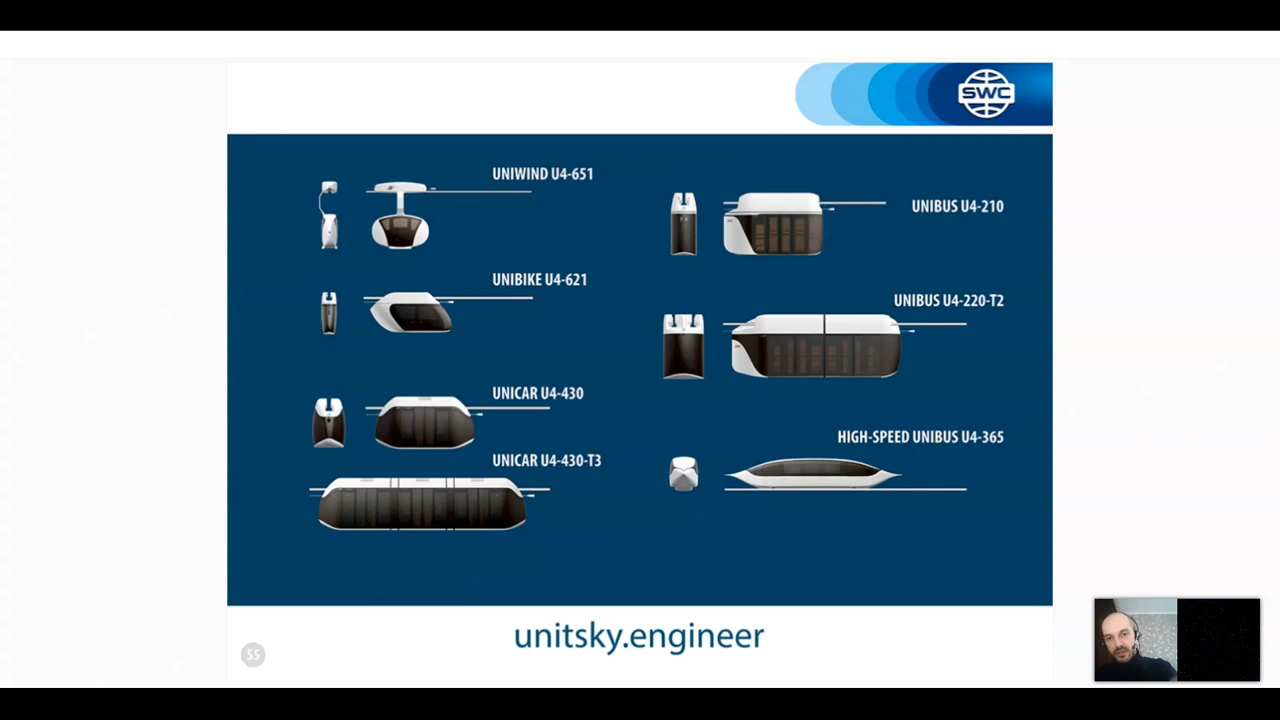 SWC
UNIWIND U4-651
UNIBIKE U4-621
UNICAR U4-430
UNICAR U4-430-T3
UNIBUS U4-210
UNIBUS U4-220-T2
HIGH-SPEED UNIBUS U4-365
unitsky.engineer
55